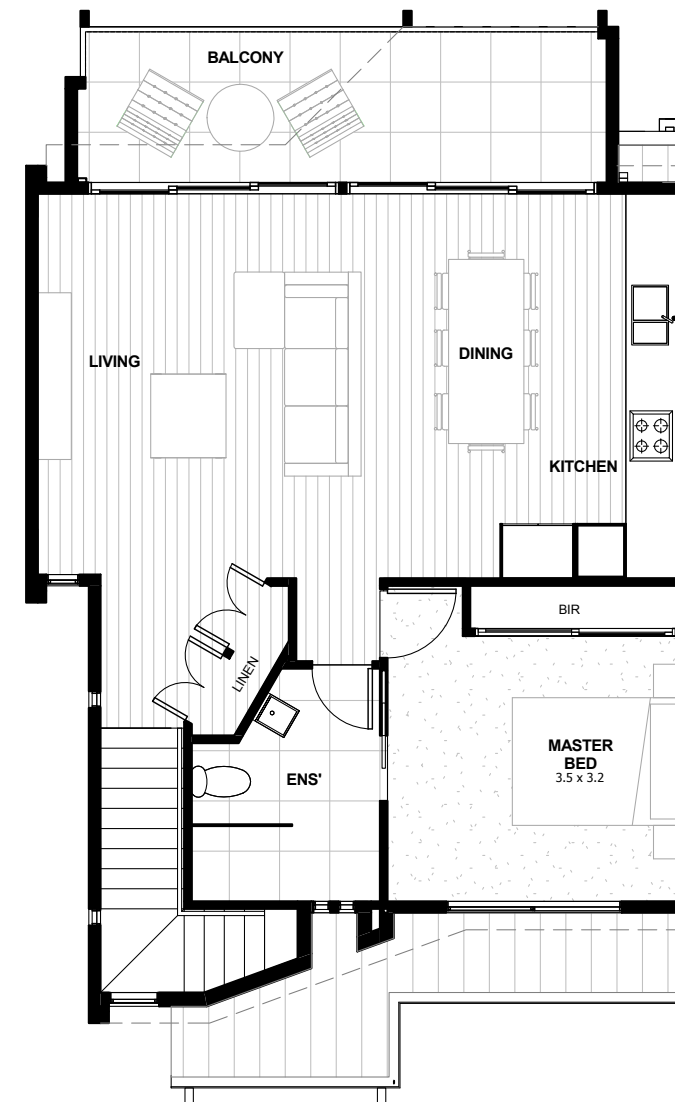 BALCONY
LIVING
DINING
KITCHEN
BIR
LINEN
MASTER
BED
3.5 x 3.2
ENS'